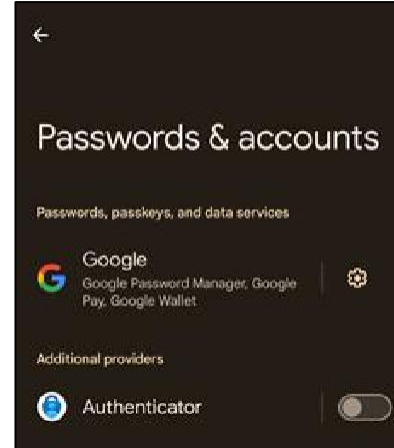 Passwords & accounts
Passwords, passkeys, and data services
Google
Google Password Manager, Google
Pay, Google Wallet
Additional providers
Authenticator